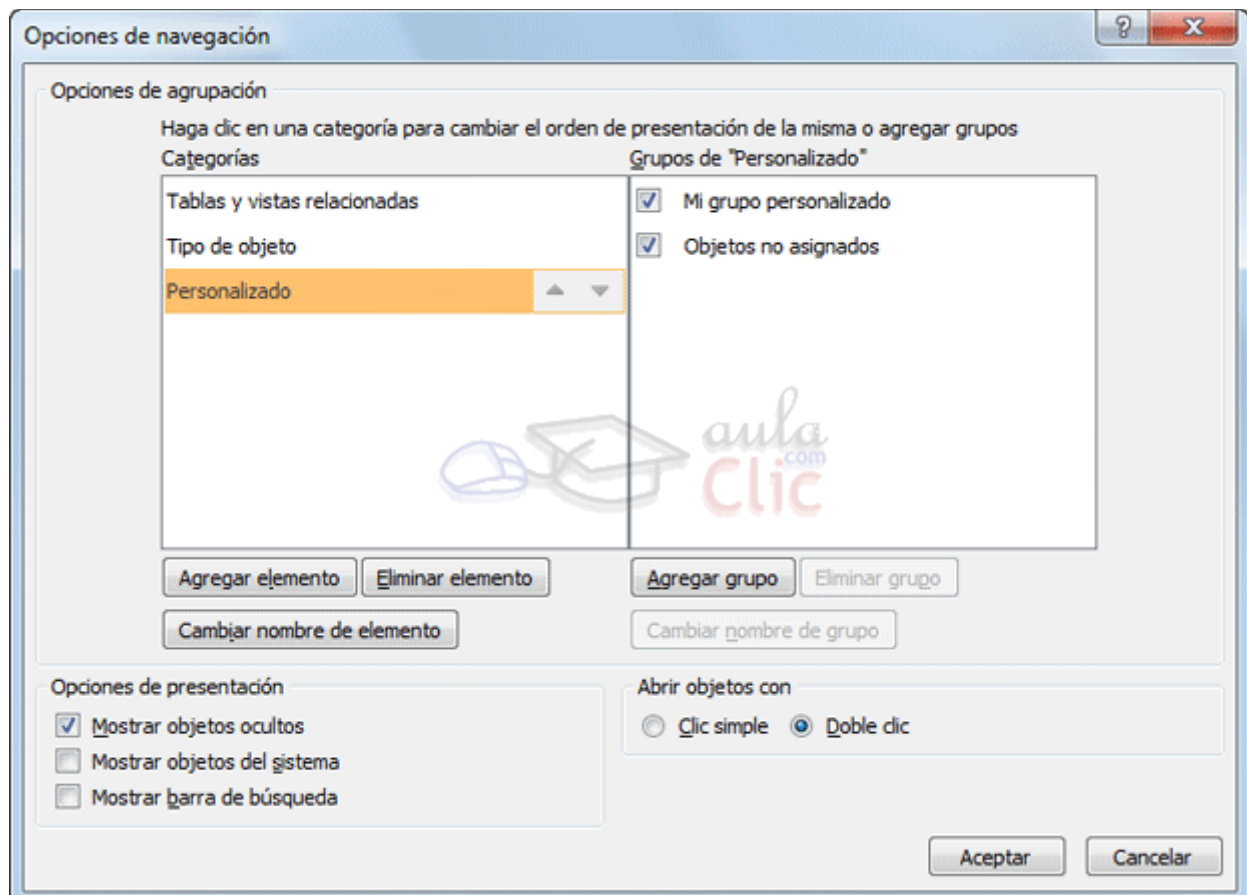 Opciones de navegación
Opciones de agrupación
Haga clic en una categoría para cambiar el orden de presentación de la misma o agregar grupos
Categorías
Grupos de "Personalizado"
Tablas y vistas relacionadas
Mi grupo personalizado
Tipo de objeto
Objetos no asignados
Personalizado
aula
.com
Clic
Agregar elemento
Eliminar elemento
Agregar grupo
Eliminar grupo
Cambiar nombre de elemento
Cambiar nombre de grupo
Opciones de presentación
Abrir objetos con
Mostrar objetos ocultos
Clic simple
Doble clic
Mostrar objetos del sistema
Mostrar barra de búsqueda
Aceptar
Cancelar